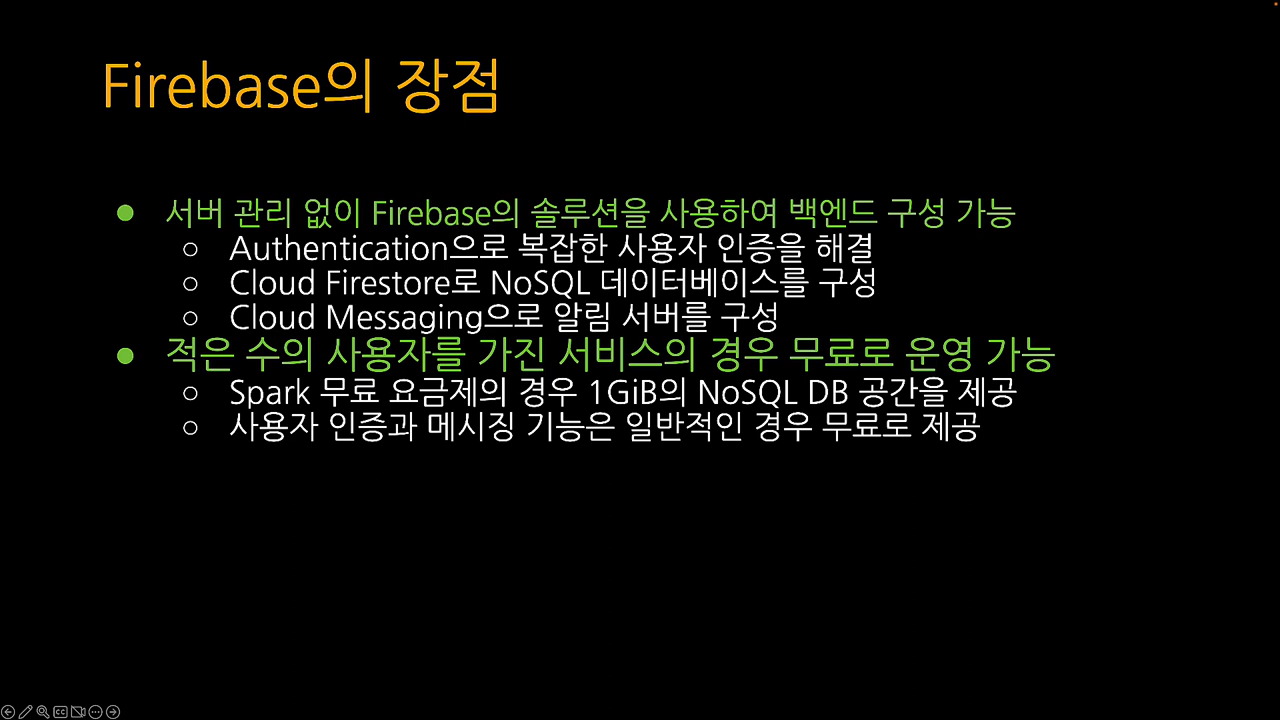 Firebase의 장점
● 서버 관리 없이 Firebase의 솔루션을 사용하여 백엔드 구성 가능
○ Authentication으로 복잡한 사용자 인증을 해결
○ Cloud Firestore로 NoSQL 데이터베이스를 구성
○ Cloud Messaging으로 알림 서버를 구성
● 적은 수의 사용자를 가진 서비스의 경우 무료로 운영 가능
○ Spark 무료 요금제의 경우 1GiB의 NoSQL DB 공간을 제공
○ 사용자 인증과 메시징 기능은 일반적인 경우 무료로 제공